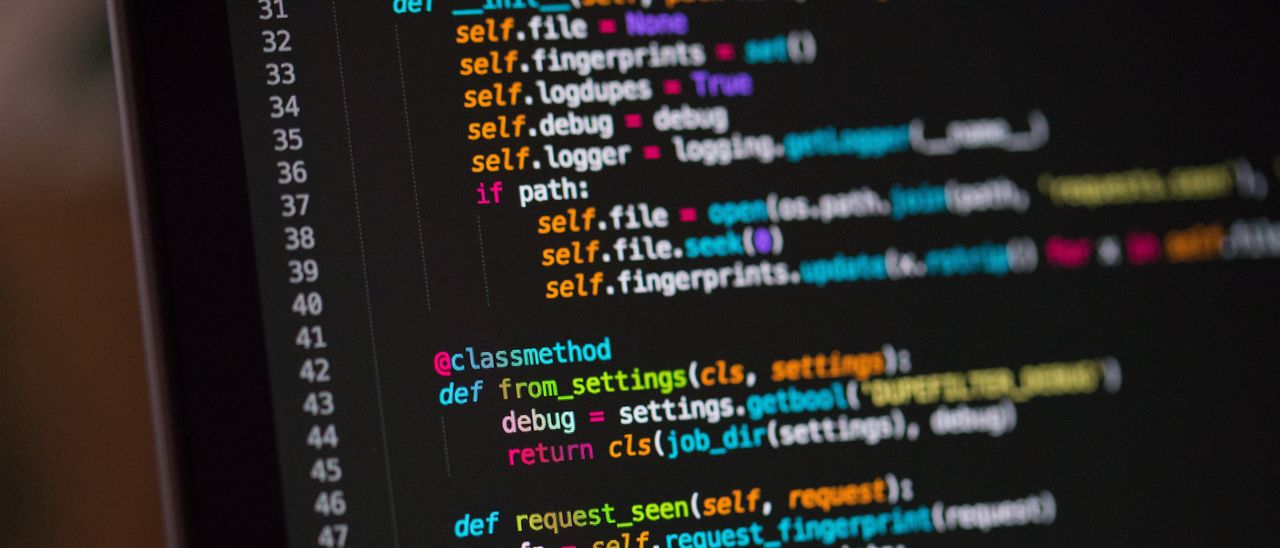 31 def __init__(self,
32 self.file = None
33 self.fingerprints = set()
34 self.logdupes = True
35 self.debug = debug
36 self.logger = logging.getLogger(__name__)
37 if path:
38 self.file = open(os.path.join(path, 'requests.seen'),
39 self.file.seek(0)
40 self.fingerprints.update(x.rstrip() for x in self.file
41
42 @classmethod
43 def from_settings(cls, settings):
44 debug = settings.getbool('DUPEFILTER_DEBUG')
45 return cls(job_dir(settings), debug)
46
47 def request_seen(self, request):
fp = self.request_fingerprint(request)